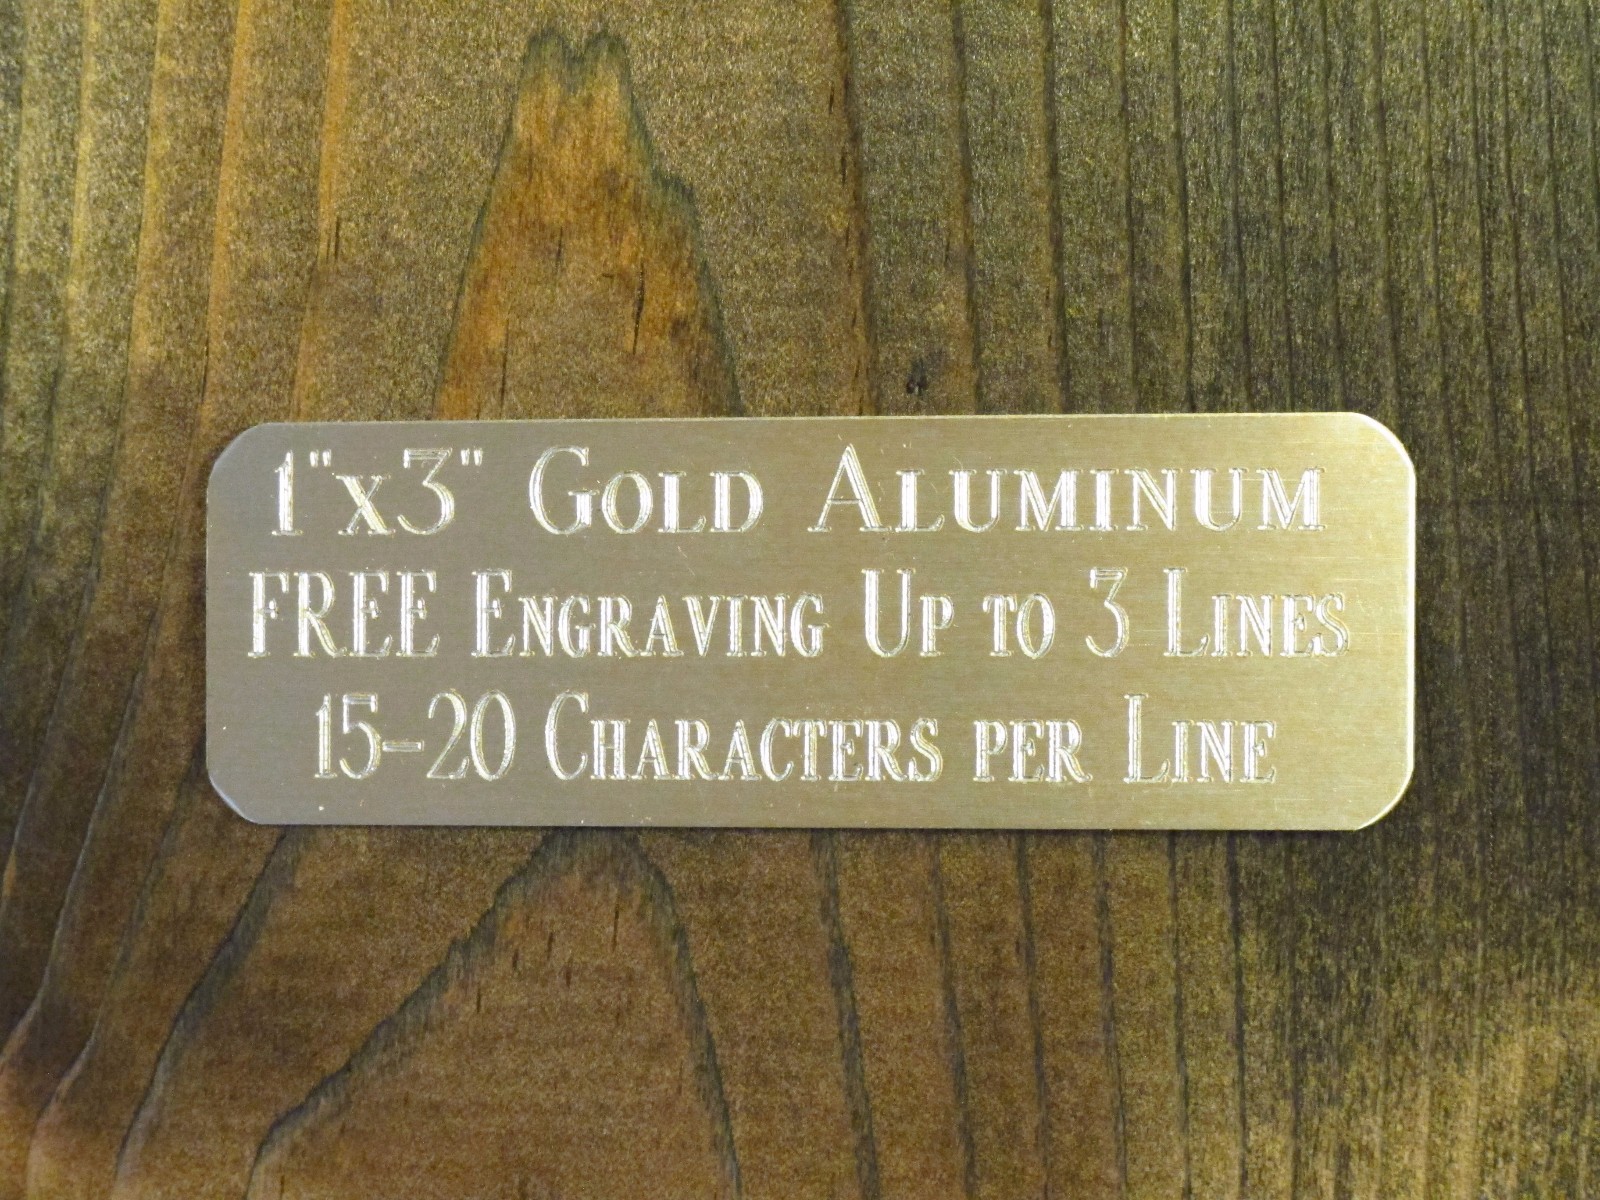 1"x3" Gold Aluminum
FREE Engraving Up to 3 Lines
15-20 Characters per Line